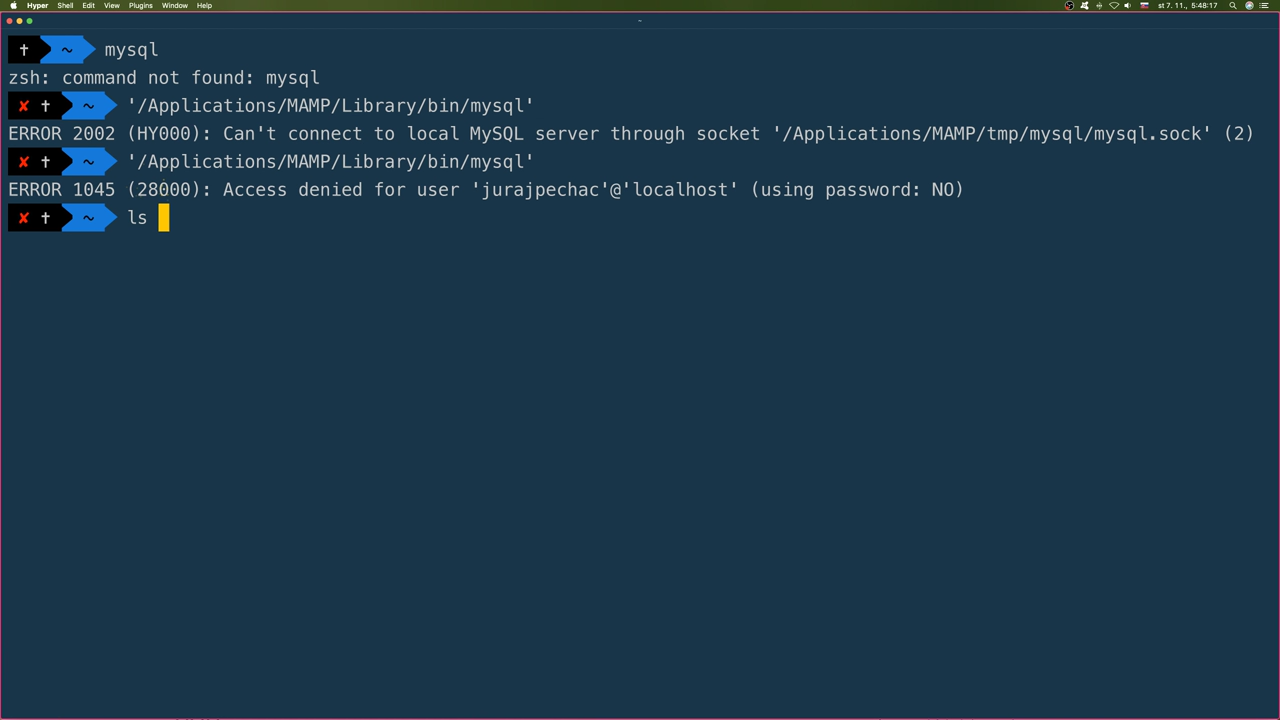 Hyper Shell Edit View Plugins Window Help st 7. 11., 5:48:17
~
✝ ~ mysql
zsh: command not found: mysql
✘ ✝ ~ '/Applications/MAMP/Library/bin/mysql'
ERROR 2002 (HY000): Can't connect to local MySQL server through socket '/Applications/MAMP/tmp/mysql/mysql.sock' (2)
✘ ✝ ~ '/Applications/MAMP/Library/bin/mysql'
ERROR 1045 (28000): Access denied for user 'jurajpechac'@'localhost' (using password: NO)
✘ ✝ ~ ls